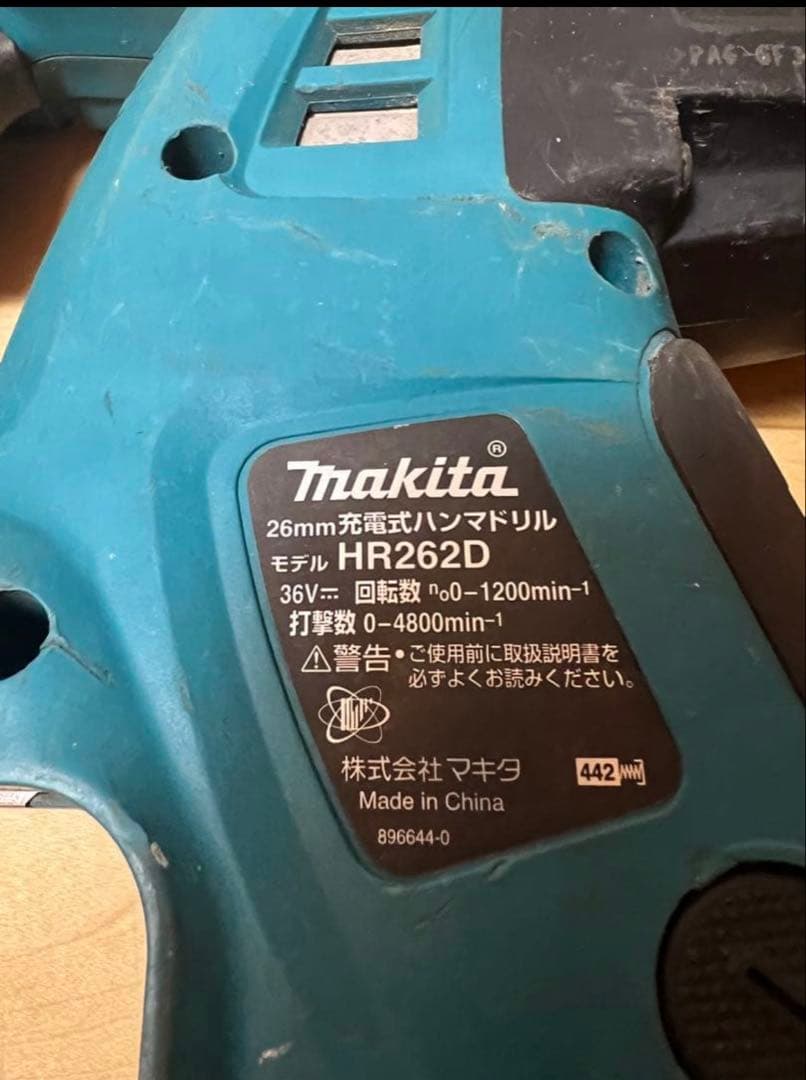 >PA6-GF3
makita®
26mm充電式ハンマドリル
モデル HR262D
36V⎓ 回転数 n₀0-1200min⁻¹
打撃数 0-4800min⁻¹
⚠警告・ご使用前に取扱説明書を
必ずよくお読みください。
株式会社マキタ
442
Made in China
896644-0